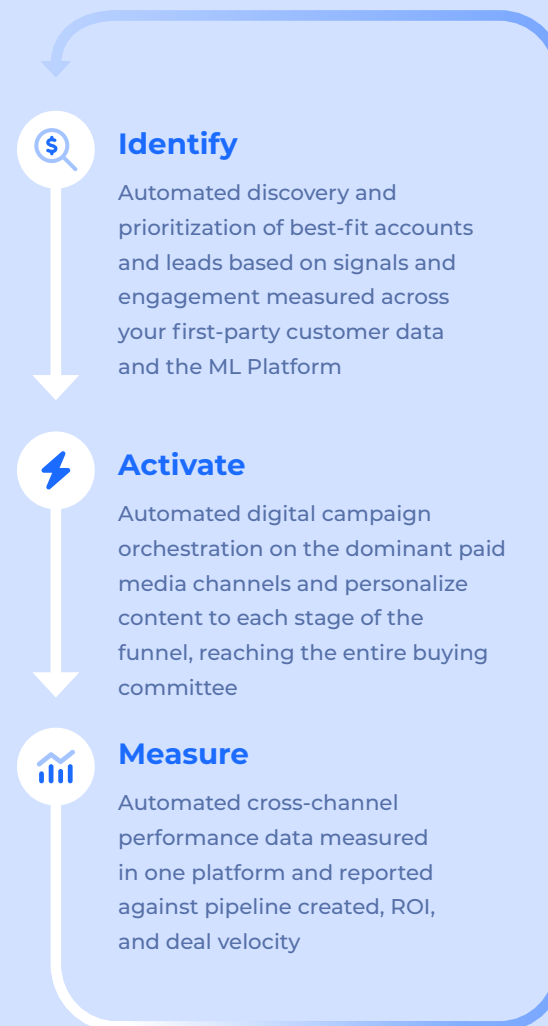 $
Identify
Automated discovery and
prioritization of best-fit accounts
and leads based on signals and
engagement measured across
your first-party customer data
and the ML Platform
Activate
Automated digital campaign
orchestration on the dominant paid
media channels and personalize
content to each stage of the
funnel, reaching the entire buying
committee
Measure
Automated cross-channel
performance data measured
in one platform and reported
against pipeline created, ROI,
and deal velocity